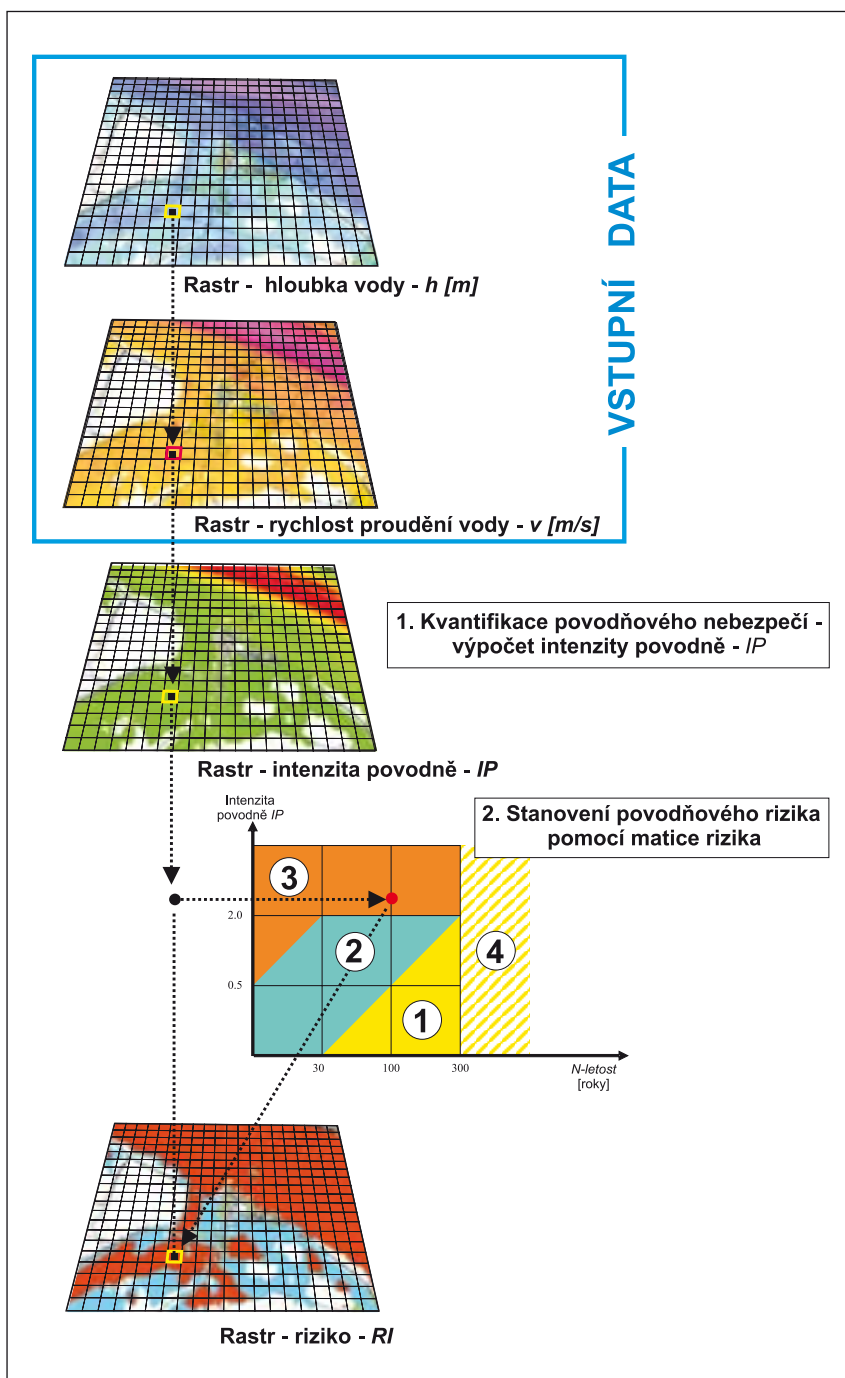 VSTUPNÍ DATA
Rastr - hloubka vody - h [m]
Rastr - rychlost proudění vody - v [m/s]
1. Kvantifikace povodňového nebezpečí -
výpočet intenzity povodně - IP
Rastr - intenzita povodně - IP
2. Stanovení povodňového rizika
pomocí matice rizika
Intenzita
povodně IP
3
2.0
2
4
0.5
1
30
100
300
N-letost
[roky]
Rastr - riziko - RI